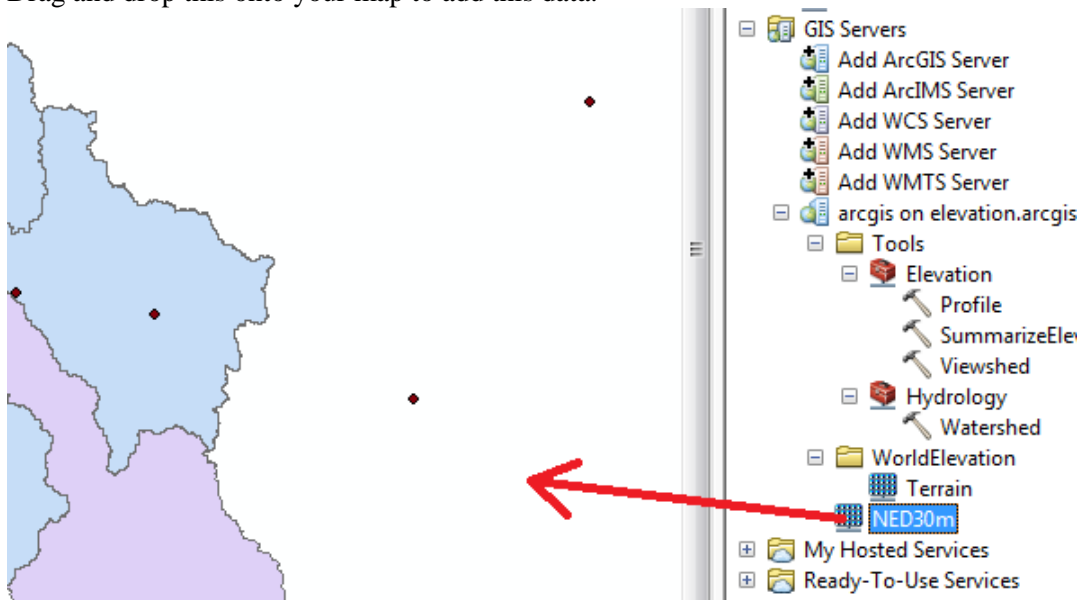 Drag and drop this onto your map to add this data.
GIS Servers
Add ArcGIS Server
Add ArcIMS Server
Add WCS Server
Add WMS Server
Add WMTS Server
arcgis on elevation.arcgis
Tools
Elevation
Profile
SummarizeElev
Viewshed
Hydrology
Watershed
WorldElevation
Terrain
NED30m
My Hosted Services
Ready-To-Use Services